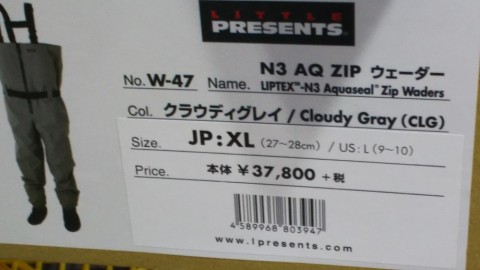 LITTLE
PRESENTS
No. W-47 Name. N3 AQ ZIP ウェーダー
LIPTEX™-N3 Aquaseal® Zip Waders
Col. クラウディグレイ / Cloudy Gray (CLG)
Size. JP:XL (27~28cm) / US:L (9~10)
Price. 本体 ¥37,800 +税
4589968803947
www.lpresents.com